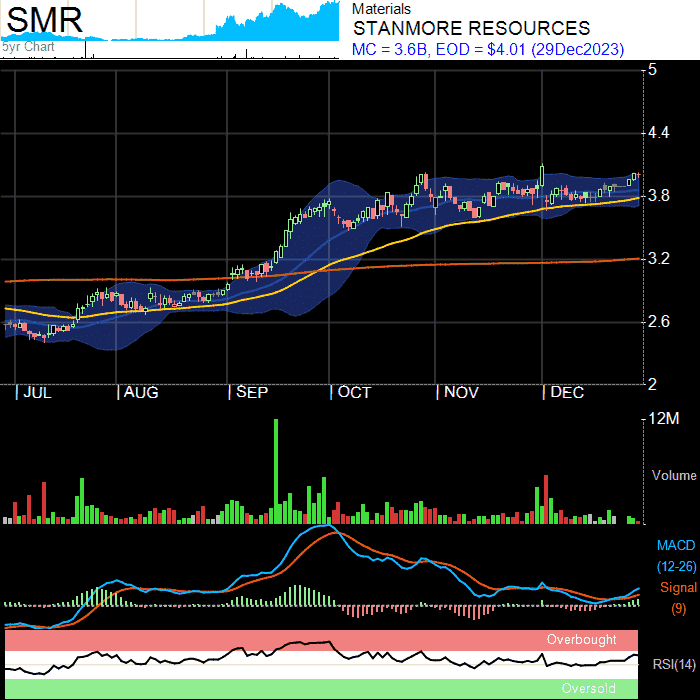 SMR
5yr Chart
Materials
STANMORE RESOURCES
MC = 3.6B, EOD = $4.01 (29Dec2023)
5
4.4
3.8
3.2
2.6
2
| JUL | AUG | SEP | OCT | NOV | DEC
12M
Volume
MACD
(12-26)
Signal
(9)
Overbought
RSI(14)
Oversold